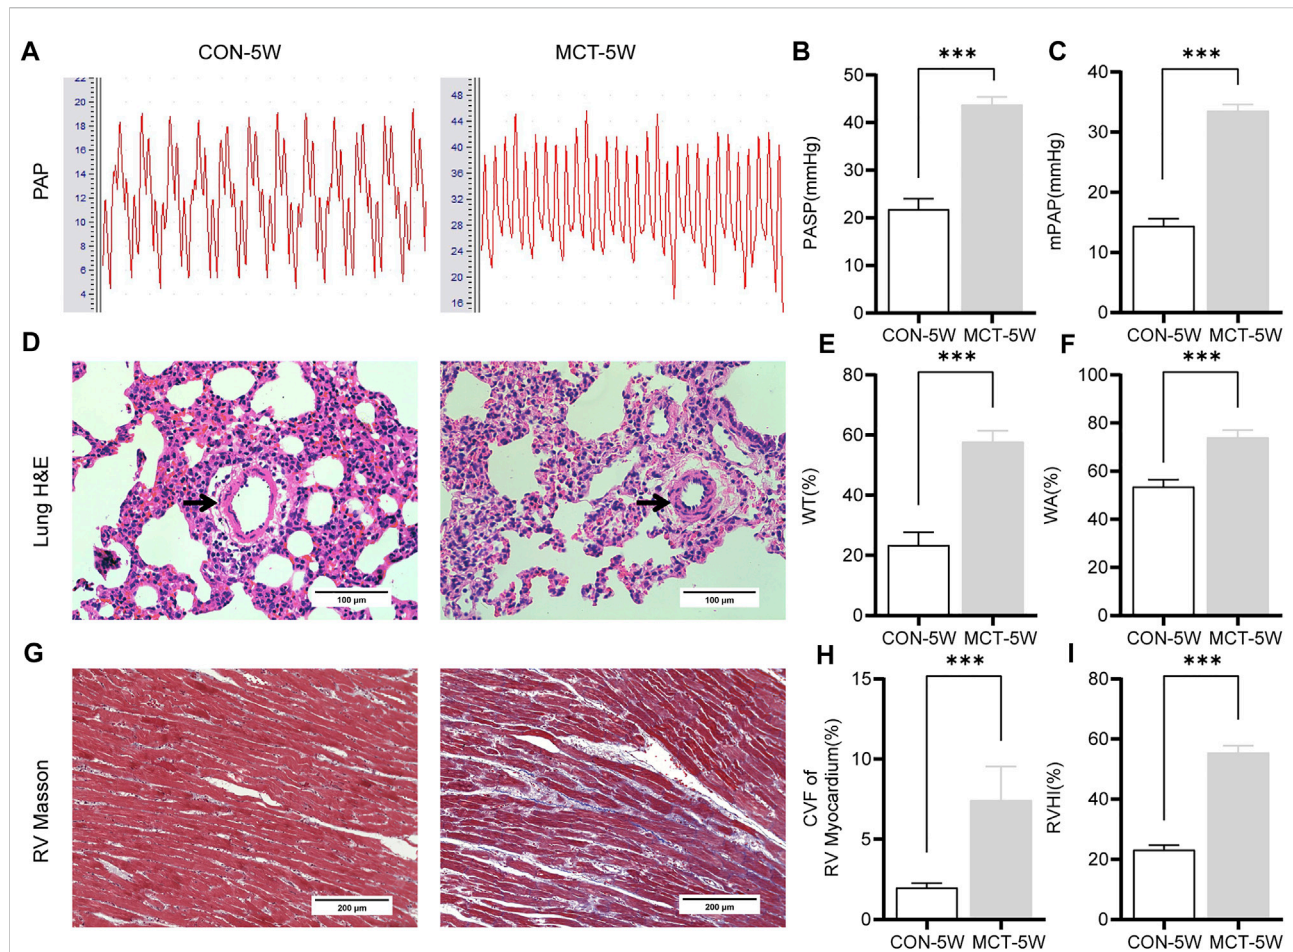 A
CON-5W
MCT-5W
PAP
22
20
18
16
14
12
10
8
6
4
48
44
40
36
32
28
24
20
16
B
***
PASP(mmHg)
50
40
30
20
10
0
CON-5W MCT-5W
C
***
mPAP(mmHg)
40
30
20
10
0
CON-5W MCT-5W
D
Lung H&E
100 µm
100 µm
E
***
WT(%)
80
60
40
20
0
CON-5W MCT-5W
F
***
WA(%)
100
80
60
40
20
0
CON-5W MCT-5W
G
RV Masson
200 µm
200 µm
H
***
CVF of
RV Myocardium(%)
15
10
5
0
CON-5W MCT-5W
I
***
RVHI(%)
80
60
40
20
0
CON-5W MCT-5W